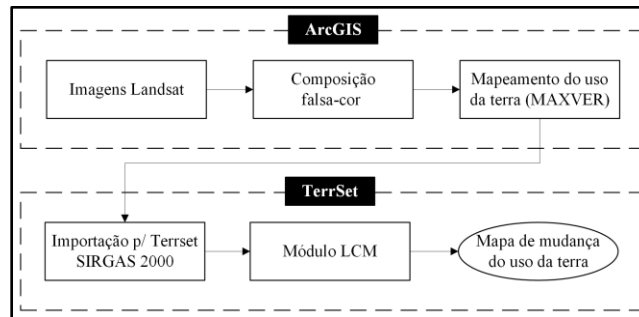 ArcGIS
Imagens Landsat
Composição
falsa-cor
Mapeamento do uso
da terra (MAXVER)
TerrSet
Importação p/ Terrset
SIRGAS 2000
Módulo LCM
Mapa de mudança
do uso da terra